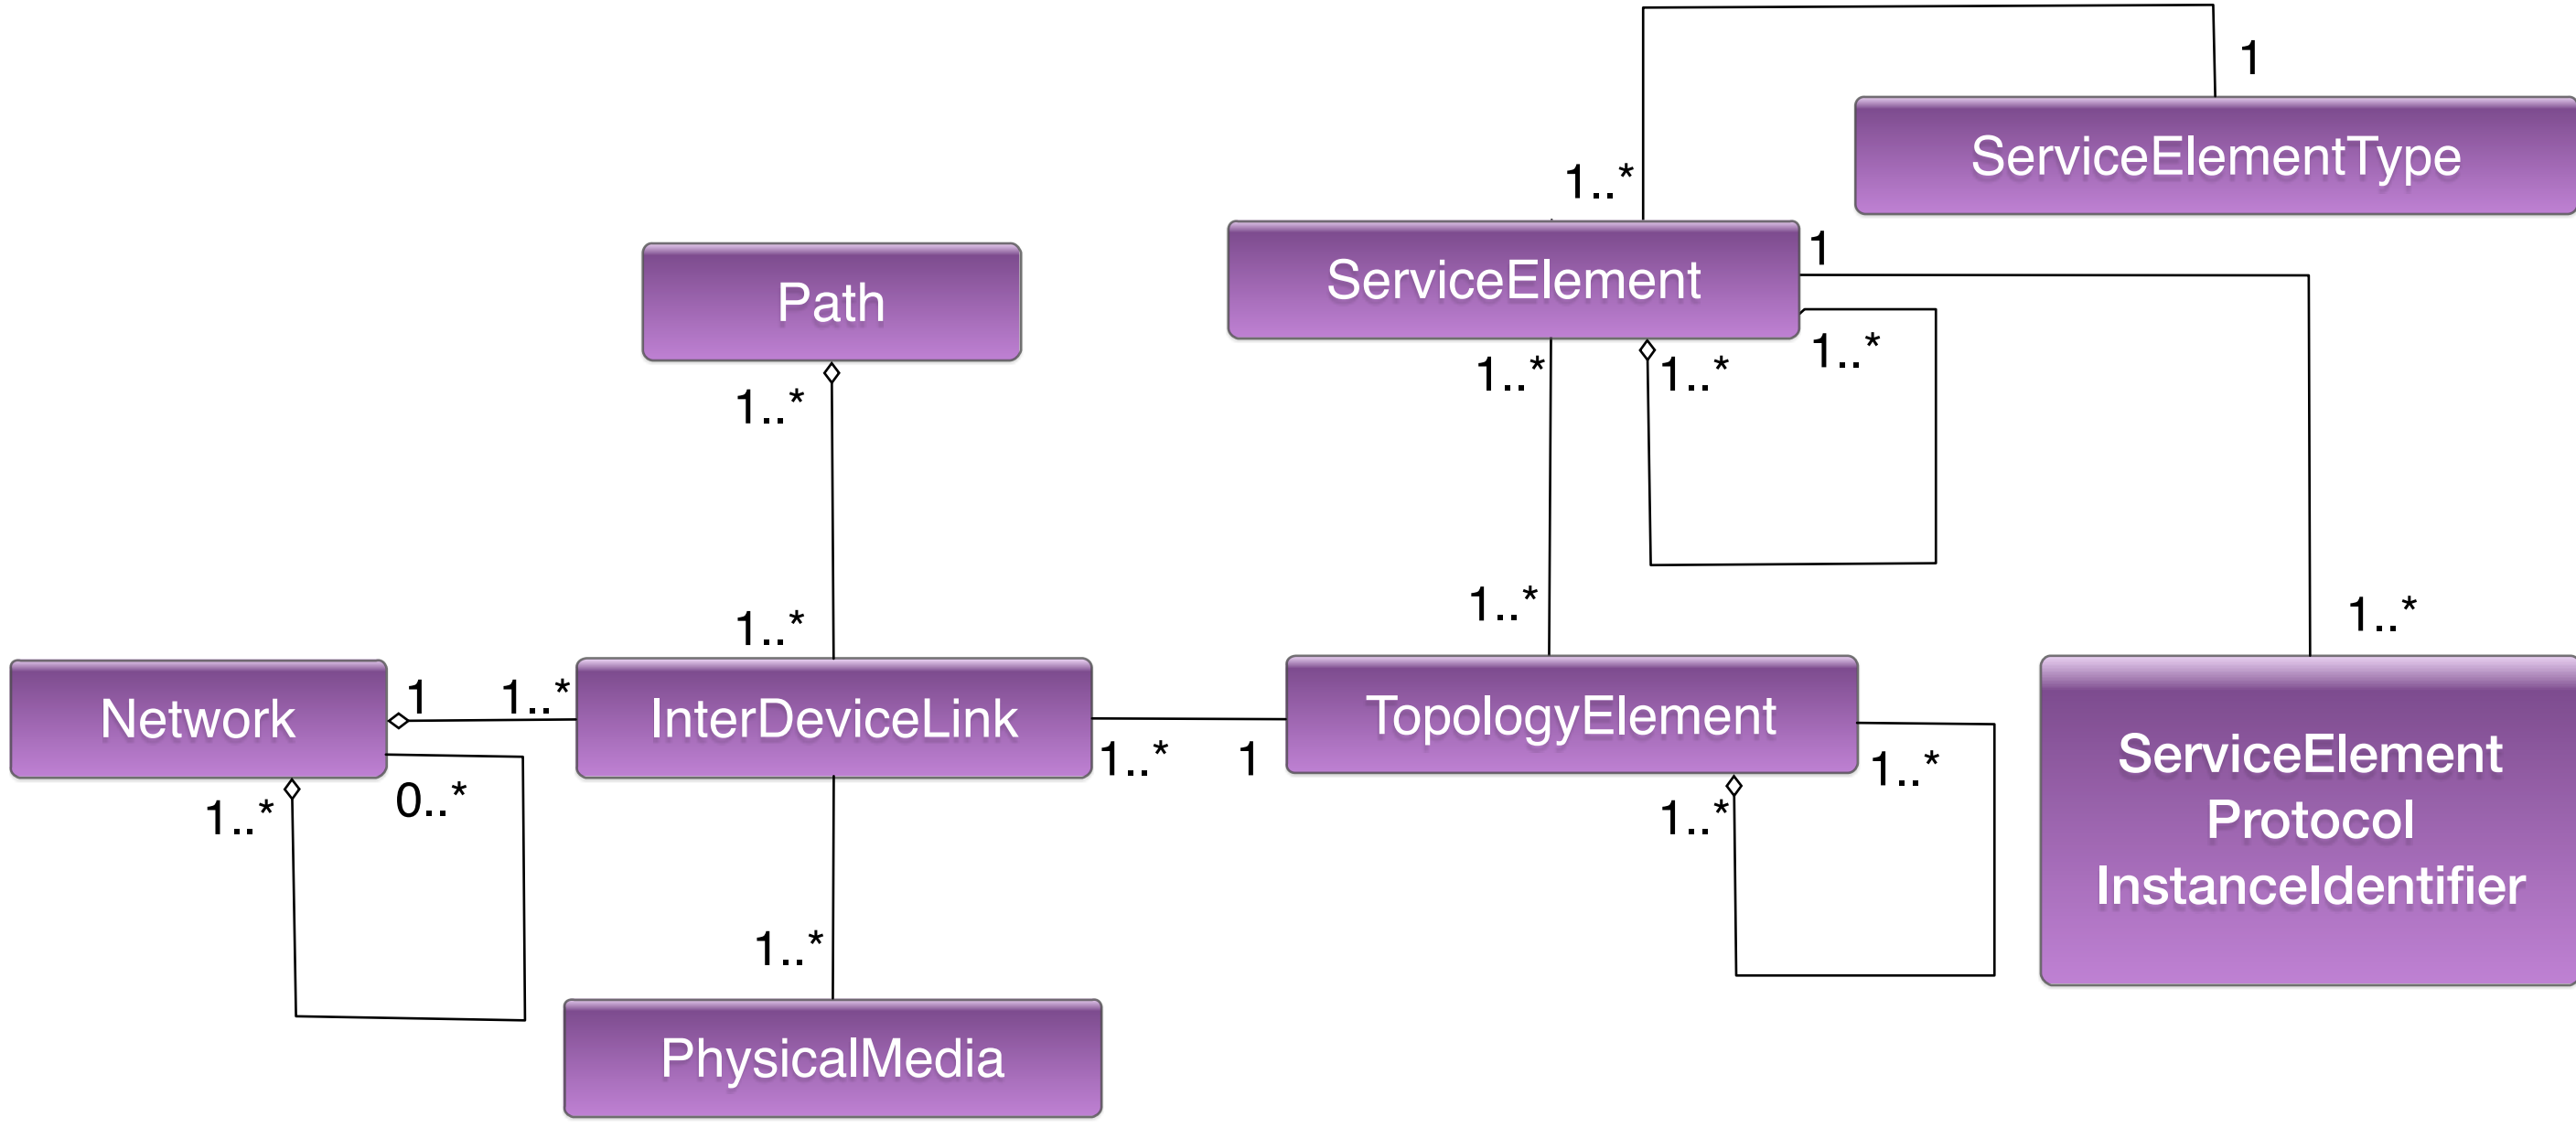 1
ServiceElementType
1..*
ServiceElement
1
Path
1..*
1..*
1..*
1..*
1..*
1..*
1..*
1..*
Network
1
1..*
InterDeviceLink
1..*
1
TopologyElement
1..*
1..*
0..*
1..*
ServiceElement
Protocol
InstanceIdentifier
1..*
PhysicalMedia